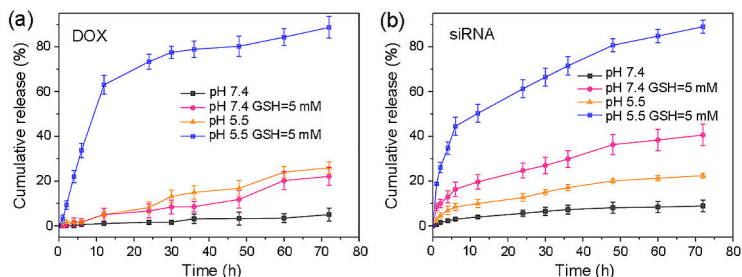 (a)
DOX
Cumulative release (%)
80
60
40
20
0
pH 7.4
pH 7.4 GSH=5 mM
pH 5.5
pH 5.5 GSH=5 mM
0 10 20 30 40 50 60 70 80
Time (h)
(b)
siRNA
Cumulative release (%)
80
60
40
20
0
pH 7.4
pH 7.4 GSH=5 mM
pH 5.5
pH 5.5 GSH=5 mM
0 10 20 30 40 50 60 70 80
Time (h)